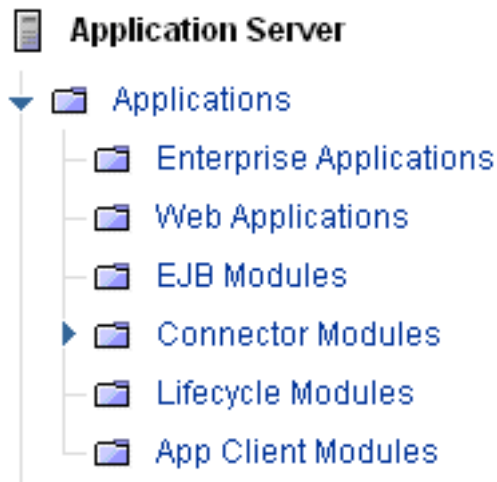 Application Server
Applications
Enterprise Applications
Web Applications
EJB Modules
Connector Modules
Lifecycle Modules
App Client Modules